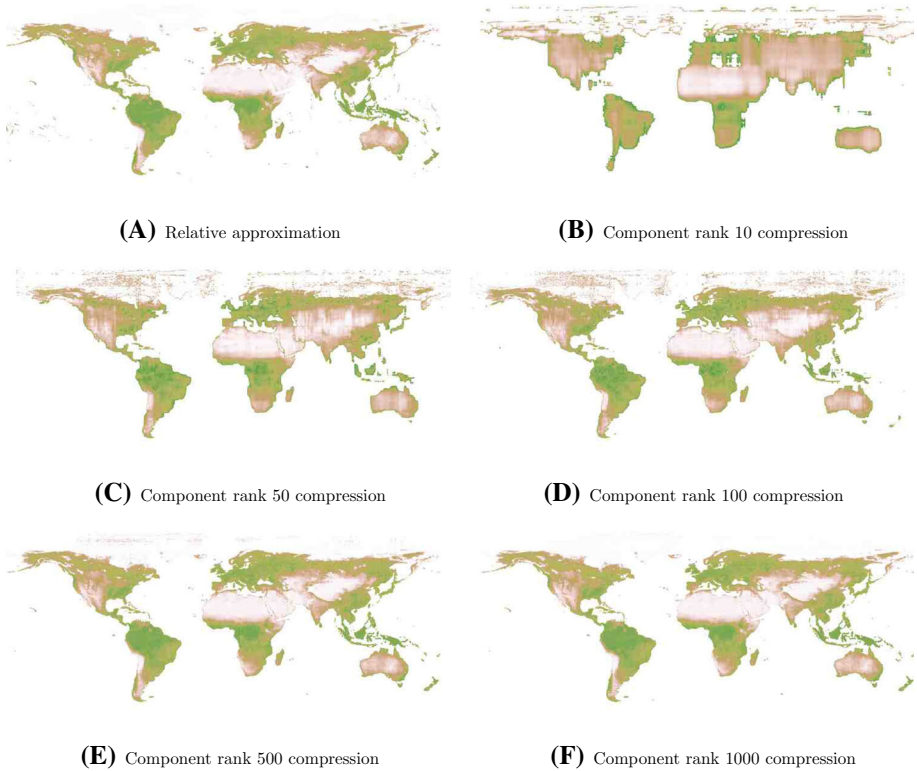 (A) Relative approximation
(B) Component rank 10 compression
(C) Component rank 50 compression
(D) Component rank 100 compression
(E) Component rank 500 compression
(F) Component rank 1000 compression